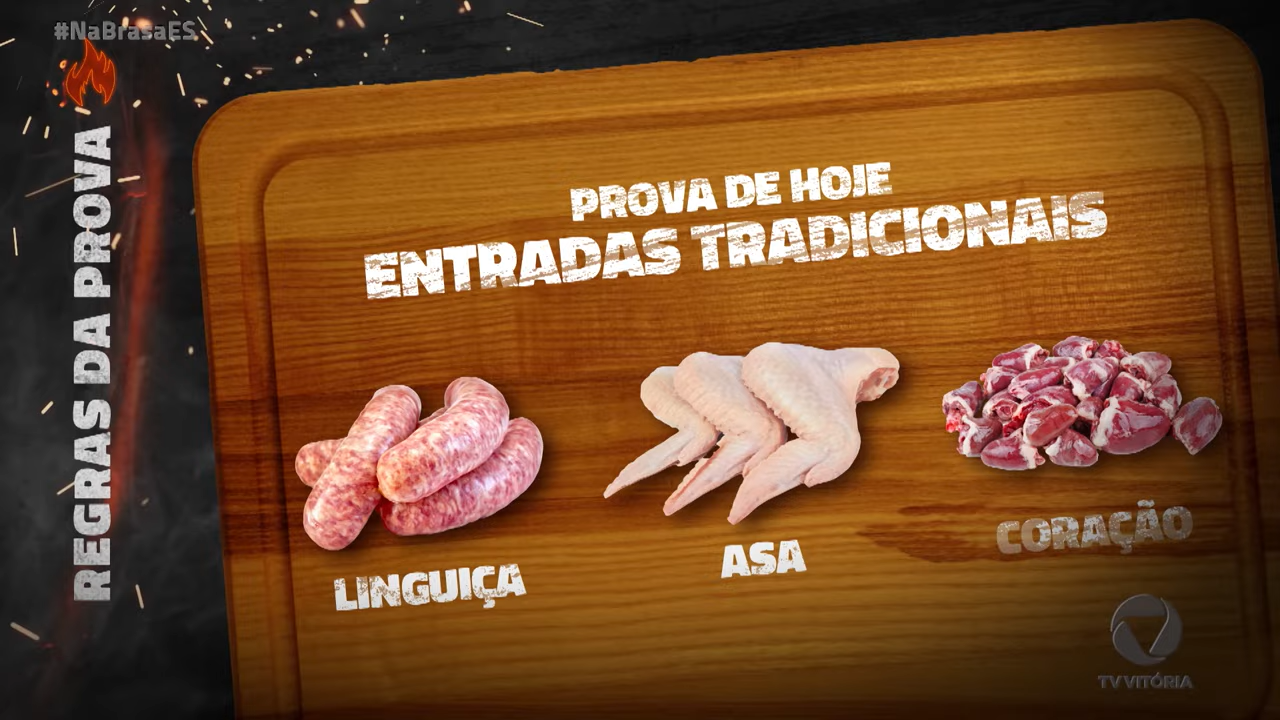 #NaBrasaES
REGRAS DA PROVA
PROVA DE HOJE
ENTRADAS TRADICIONAIS
LINGUIÇA
ASA
CORAÇÃO
TV VITÓRIA